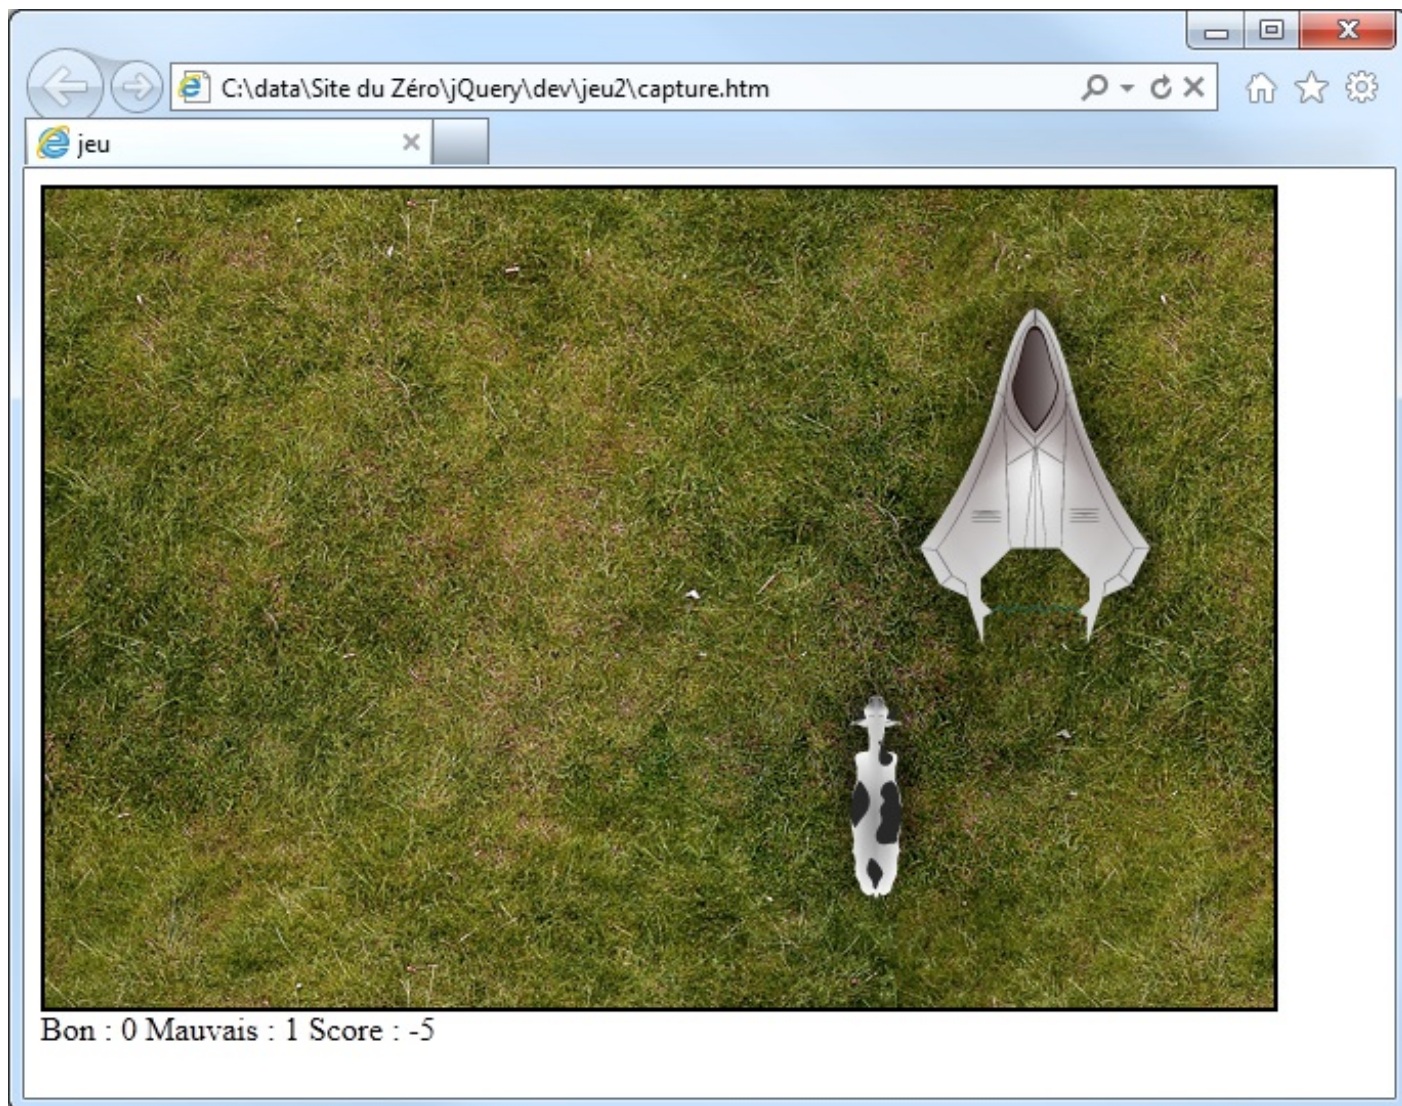 C:\data\Site du Zéro\jQuery\dev\jeu2\capture.htm
jeu
Bon : 0 Mauvais : 1 Score : -5